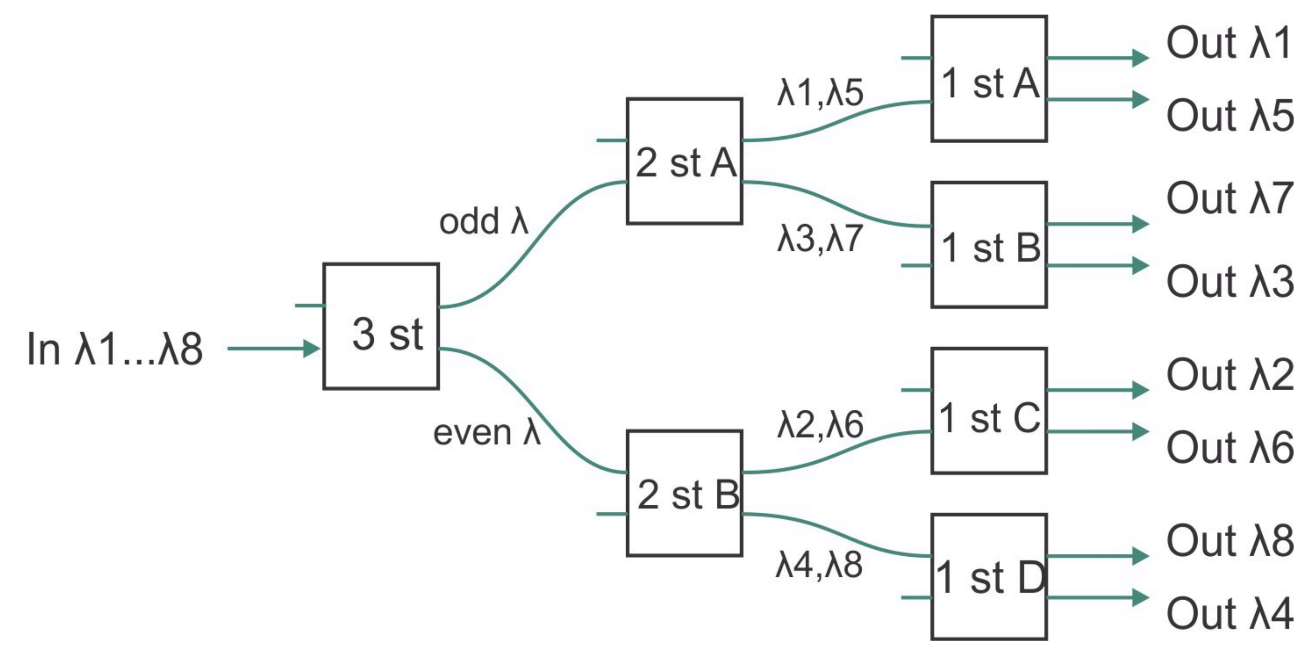 In λ1...λ8
3 st
odd λ
even λ
2 st A
2 st B
λ1,λ5
λ3,λ7
λ2,λ6
λ4,λ8
1 st A
1 st B
1 st C
1 st D
Out λ1
Out λ5
Out λ7
Out λ3
Out λ2
Out λ6
Out λ8
Out λ4